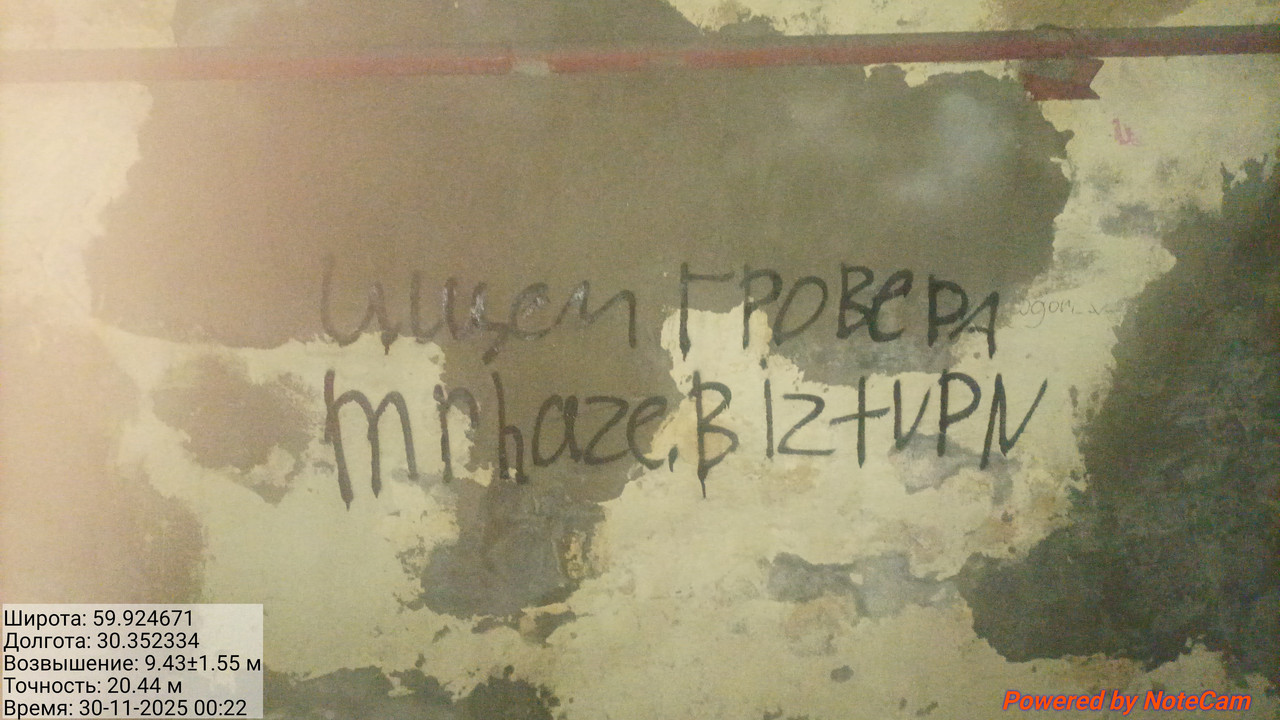 ищем гровера
mrhaze.Biz+VPN
Широта: 59.924671
Долгота: 30.352334
Возвышение: 9.43±1.55 м
Точность: 20.44 м
Время: 30-11-2025 00:22
Powered by NoteCam